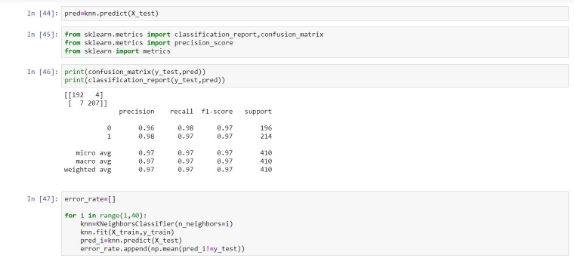 In [44]: pred=knn.predict(X_test)
In [45]: from sklearn.metrics import classification_report,confusion_matrix
from sklearn.metrics import precision_score
from sklearn import metrics
In [46]: print(confusion_matrix(y_test,pred))
print(classification_report(y_test,pred))
[[192 4]
[ 7 207]]
precision recall f1-score support
0 0.96 0.98 0.97 196
1 0.98 0.97 0.97 214
micro avg 0.97 0.97 0.97 410
macro avg 0.97 0.97 0.97 410
weighted avg 0.97 0.97 0.97 410
In [47]: error_rate=[]
for i in range(1,40):
knn=KNeighborsClassifier(n_neighbors=i)
knn.fit(X_train,y_train)
pred_i=knn.predict(X_test)
error_rate.append(np.mean(pred_i!=y_test))